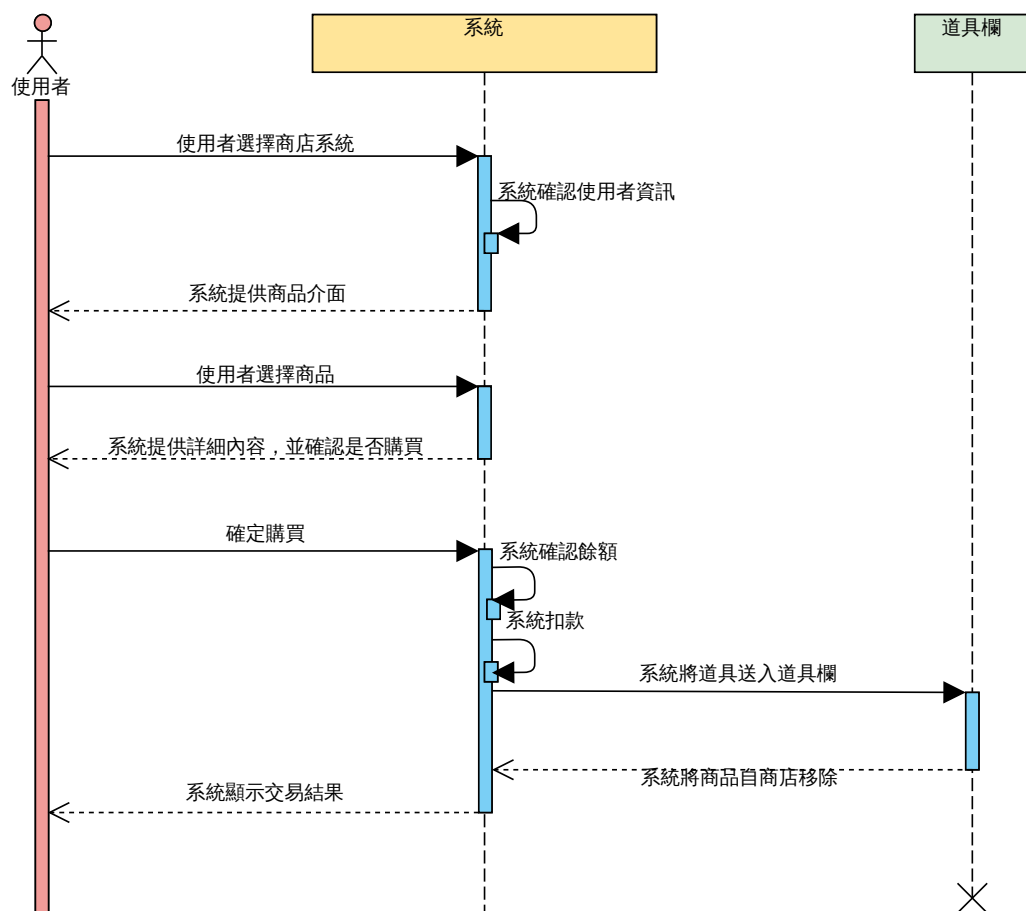 系統
道具欄
使用者
使用者選擇商店系統
系統確認使用者資訊
系統提供商品介面
使用者選擇商品
系統提供詳細內容，並確認是否購買
確定購買
系統確認餘額
系統扣款
系統將道具送入道具欄
系統將商品自商店移除
系統顯示交易結果